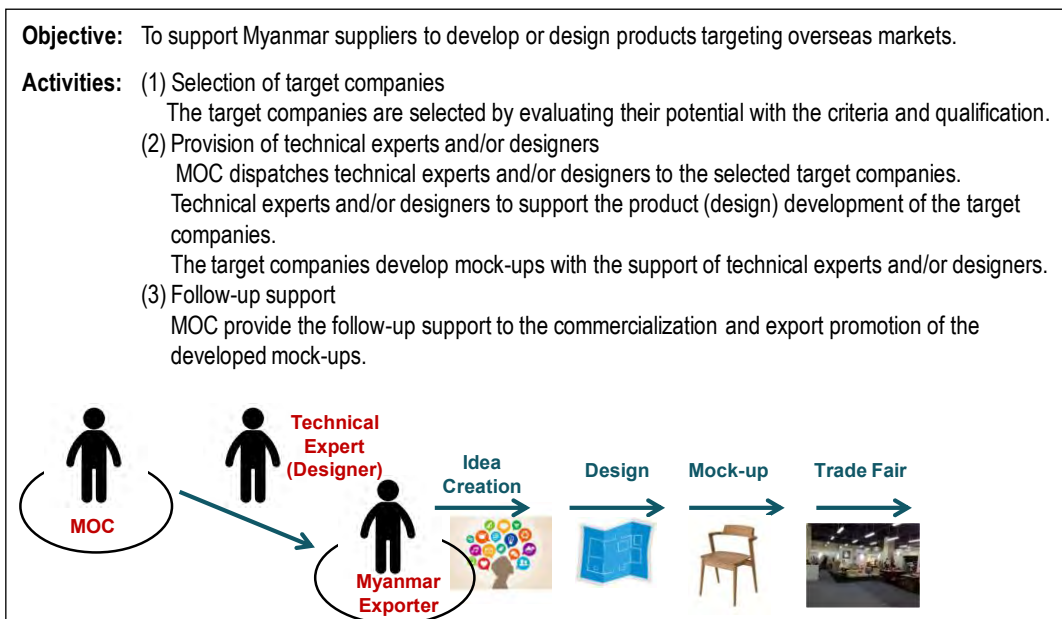 Objective: To support Myanmar suppliers to develop or design products targeting overseas markets.
Activities: (1) Selection of target companies
The target companies are selected by evaluating their potential with the criteria and qualification.
(2) Provision of technical experts and/or designers
MOC dispatches technical experts and/or designers to the selected target companies.
Technical experts and/or designers to support the product (design) development of the target
companies.
The target companies develop mock-ups with the support of technical experts and/or designers.
(3) Follow-up support
MOC provide the follow-up support to the commercialization and export promotion of the
developed mock-ups.
MOC
Technical
Expert
(Designer)
Myanmar
Exporter
Idea
Creation
Design
Mock-up
Trade Fair